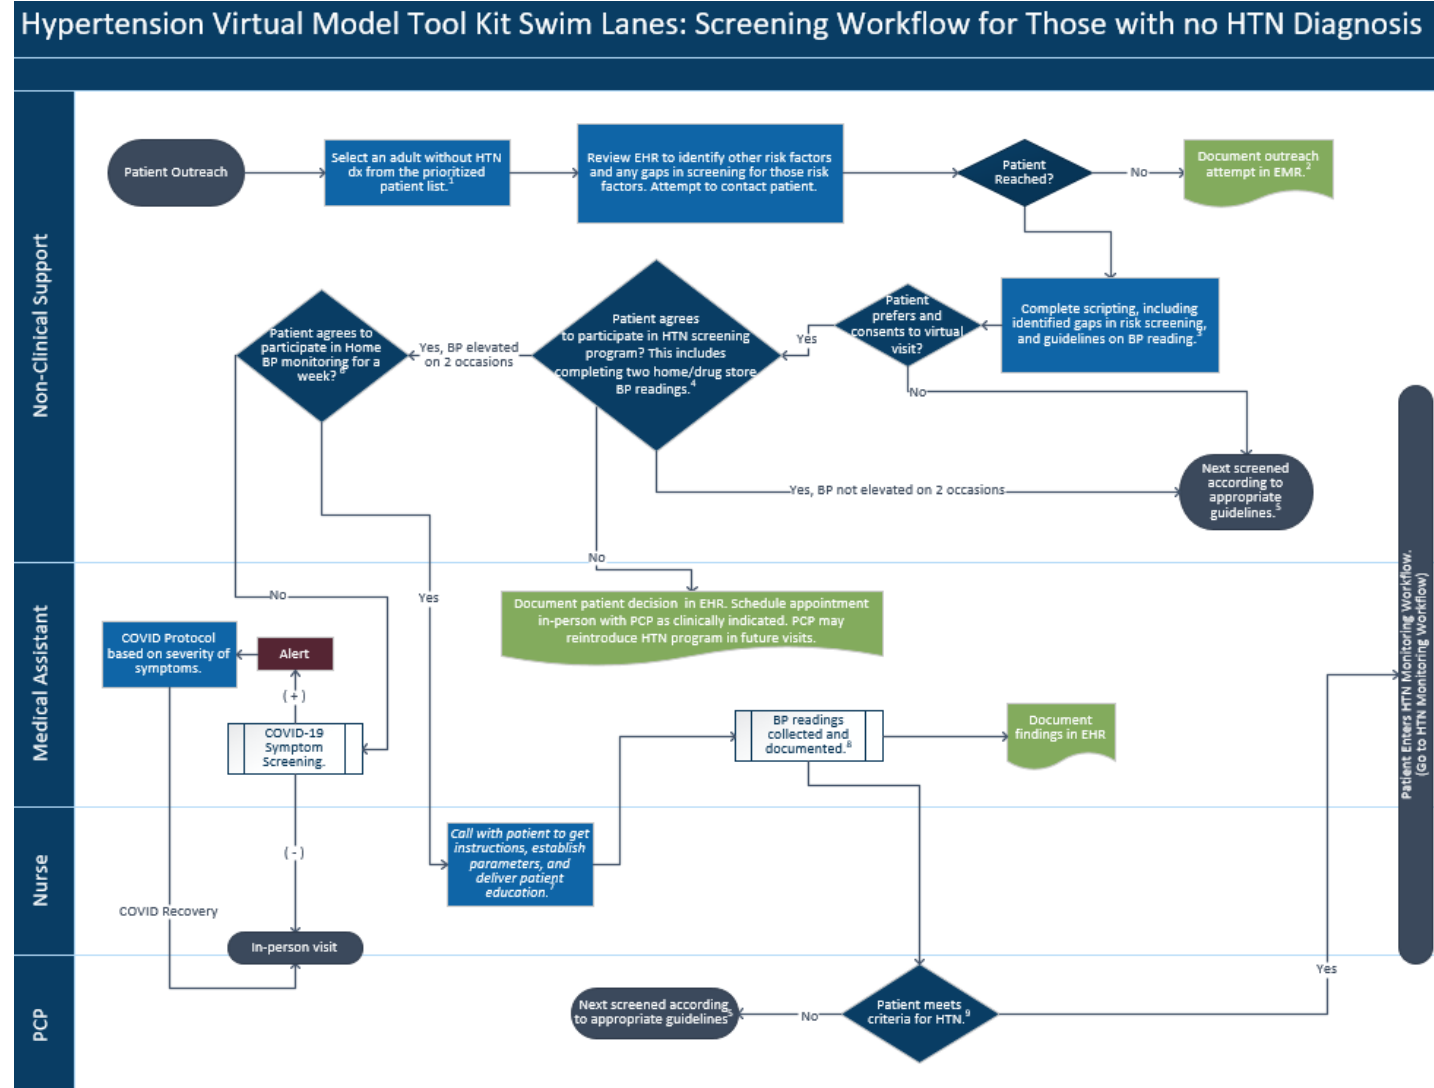 Hypertension Virtual Model Tool Kit Swim Lanes: Screening Workflow for Those with no HTN Diagnosis
Non-Clinical Support
Patient Outreach
Select an adult without HTN
dx from the prioritized
patient list.1
Review EHR to identify other risk factors
and any gaps in screening for those risk
factors. Attempt to contact patient.
Patient
Reached?
No
Document outreach
attempt in EMR.2
Complete scripting, including
identified gaps in risk screening,
and guidelines on BP reading.3
Patient
prefers and
consents to virtual
visit?
Yes
No
Patient agrees
to participate in HTN screening
program? This includes
completing two home/drug store
BP readings.4
Yes, BP elevated
on 2 occasions
Patient agrees to
participate in Home
BP monitoring for a
week?6
Yes, BP not elevated on 2 occasions
Next screened
according to
appropriate
guidelines.5
No
Medical Assistant
No
Yes
Document patient decision in EHR. Schedule appointment
in-person with PCP as clinically indicated. PCP may
reintroduce HTN program in future visits.
COVID Protocol
based on severity of
symptoms.
Alert
( + )
COVID-19
Symptom
Screening.
BP readings
collected and
documented.8
Document
findings in EHR
Patient Enters HTN Monitoring Workflow.
(Go to HTN Monitoring Workflow)
Nurse
( - )
Call with patient to get
instructions, establish
parameters, and
deliver patient
education.7
COVID Recovery
In-person visit
PCP
Next screened according
to appropriate guidelines5
No
Patient meets
criteria for HTN.9
Yes